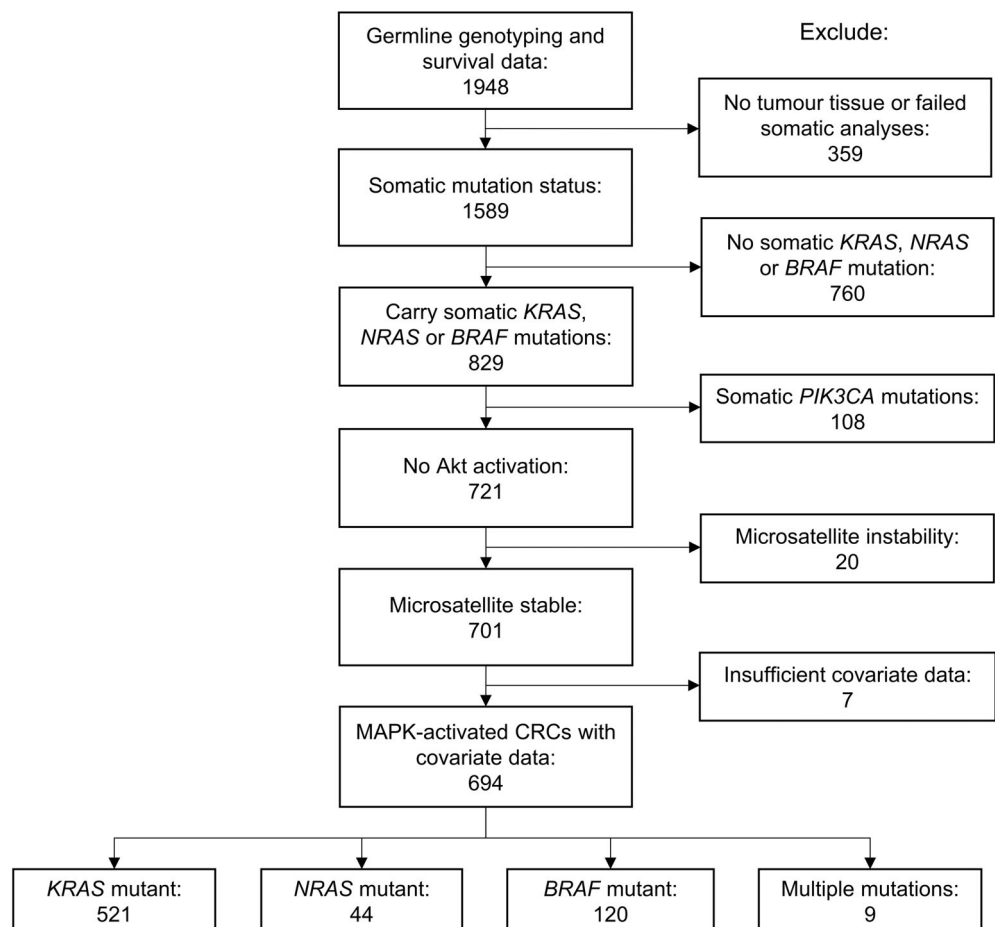 Germline genotyping and
survival data:
1948
Exclude:
No tumour tissue or failed
somatic analyses:
359
Somatic mutation status:
1589
No somatic KRAS, NRAS
or BRAF mutation:
760
Carry somatic KRAS,
NRAS or BRAF mutations:
829
Somatic PIK3CA mutations:
108
No Akt activation:
721
Microsatellite instability:
20
Microsatellite stable:
701
Insufficient covariate data:
7
MAPK-activated CRCs with
covariate data:
694
KRAS mutant:
521
NRAS mutant:
44
BRAF mutant:
120
Multiple mutations:
9